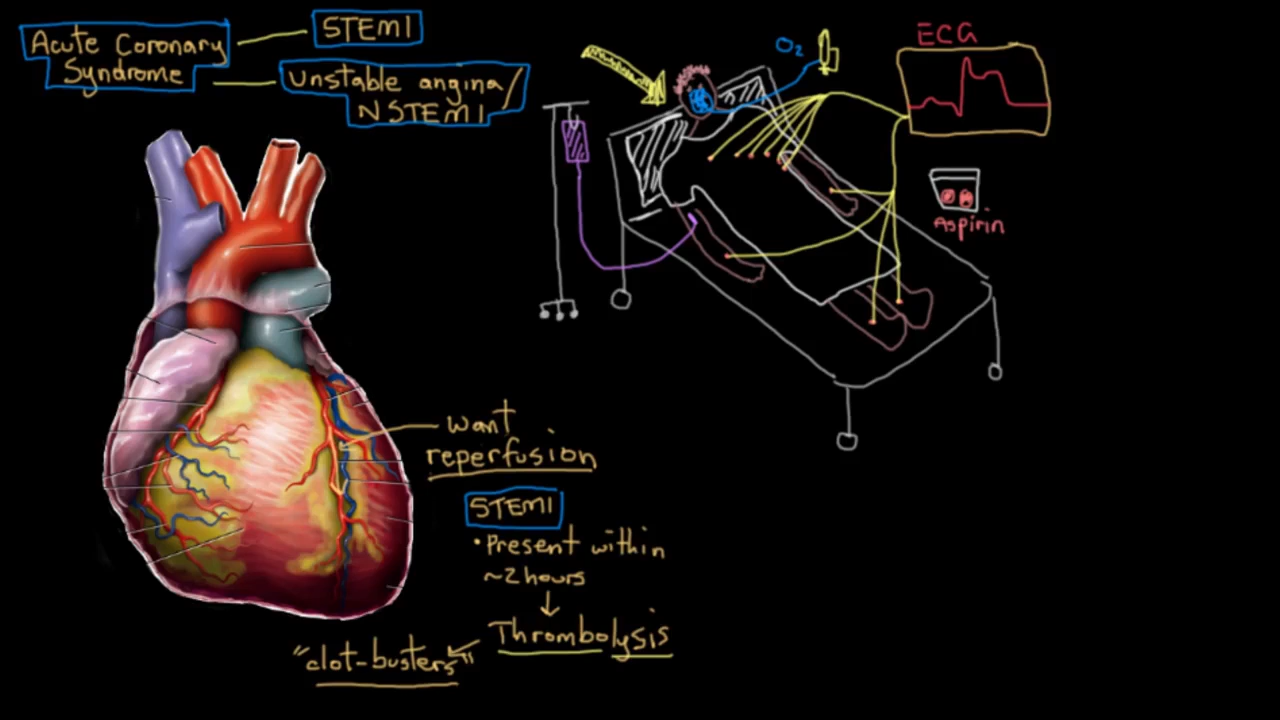 Acute Coronary
Syndrome
STEMI
unstable angina/
NSTEMI
O2
ECG
Aspirin
want
reperfusion
STEMI
•Present within
~2 hours
↓
Thrombolysis
"clot-busters"